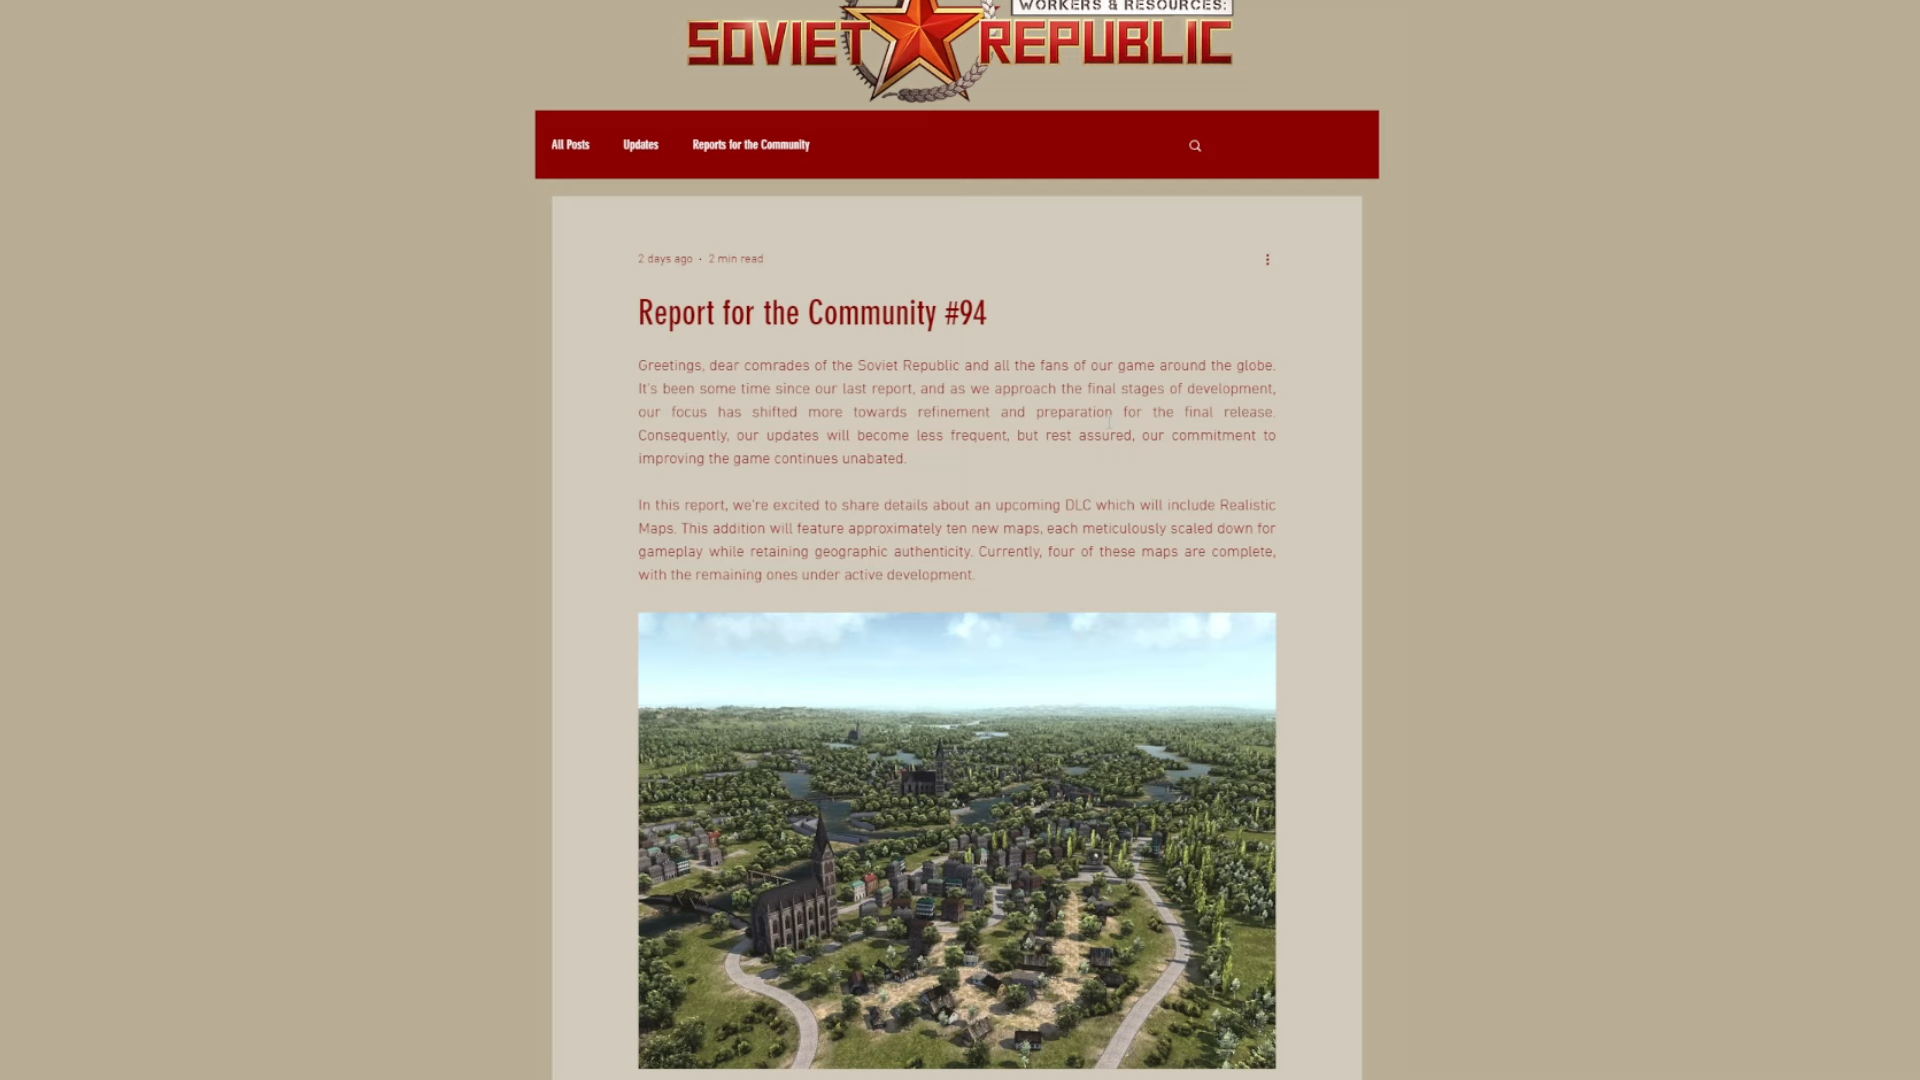 WORKERS & RESOURCES:
SOVIET REPUBLIC
All Posts Updates Reports for the Community
2 days ago · 2 min read
Report for the Community #94
Greetings, dear comrades of the Soviet Republic and all the fans of our game around the globe.
It's been some time since our last report, and as we approach the final stages of development,
our focus has shifted more towards refinement and preparation for the final release.
Consequently, our updates will become less frequent, but rest assured, our commitment to
improving the game continues unabated.
In this report, we're excited to share details about an upcoming DLC which will include Realistic
Maps. This addition will feature approximately ten new maps, each meticulously scaled down for
gameplay while retaining geographic authenticity. Currently, four of these maps are complete,
with the remaining ones under active development.